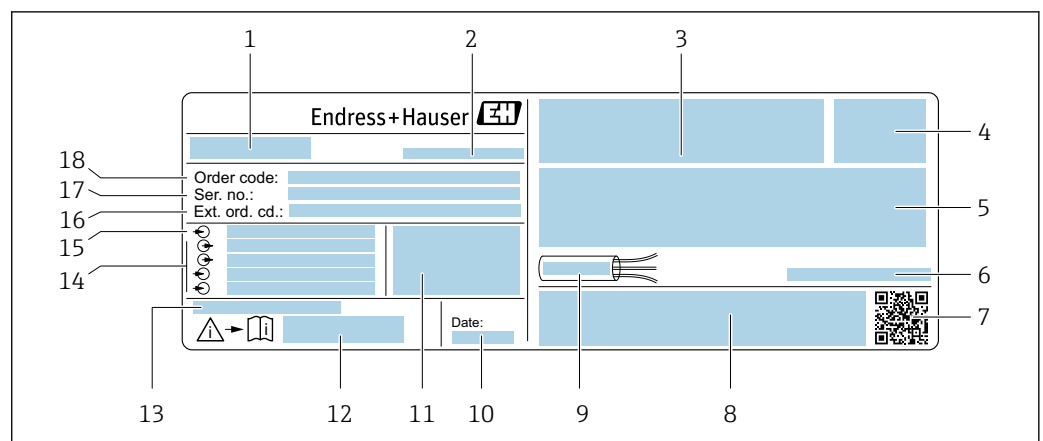 1 2 3
Endress+Hauser EH
4
18 Order code:
17 Ser. no.:
16 Ext. ord. cd.:
15
14
5
6
7
i i
Date:
13 12 11 10 9 8